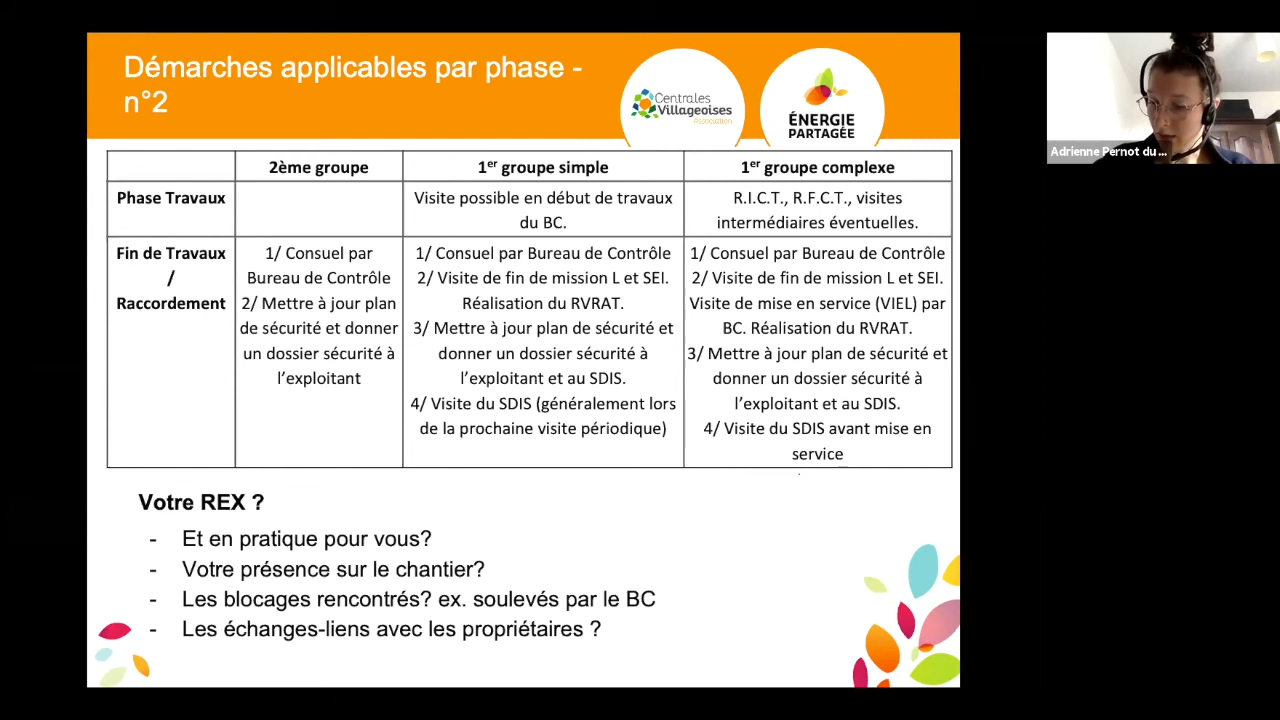 Démarches applicables par phase -
n°2
Centrales
Villageoises
Association
ÉNERGIE
PARTAGÉE
Adrienne Pernot du ...
2ème groupe
1er groupe simple
1er groupe complexe
Phase Travaux
Visite possible en début de travaux
du BC.
R.I.C.T., R.F.C.T., visites
intermédiaires éventuelles.
Fin de Travaux
/
Raccordement
1/ Consuel par
Bureau de Contrôle
2/ Mettre à jour plan
de sécurité et donner
un dossier sécurité à
l’exploitant
1/ Consuel par Bureau de Contrôle
2/ Visite de fin de mission L et SEI.
Réalisation du RVRAT.
3/ Mettre à jour plan de sécurité et
donner un dossier sécurité à
l’exploitant et au SDIS.
4/ Visite du SDIS (généralement lors
de la prochaine visite périodique)
1/ Consuel par Bureau de Contrôle
2/ Visite de fin de mission L et SEI.
Visite de mise en service (VIEL) par
BC. Réalisation du RVRAT.
3/ Mettre à jour plan de sécurité et
donner un dossier sécurité à
l’exploitant et au SDIS.
4/ Visite du SDIS avant mise en
service
Votre REX ?
- Et en pratique pour vous?
- Votre présence sur le chantier?
- Les blocages rencontrés? ex. soulevés par le BC
- Les échanges-liens avec les propriétaires ?